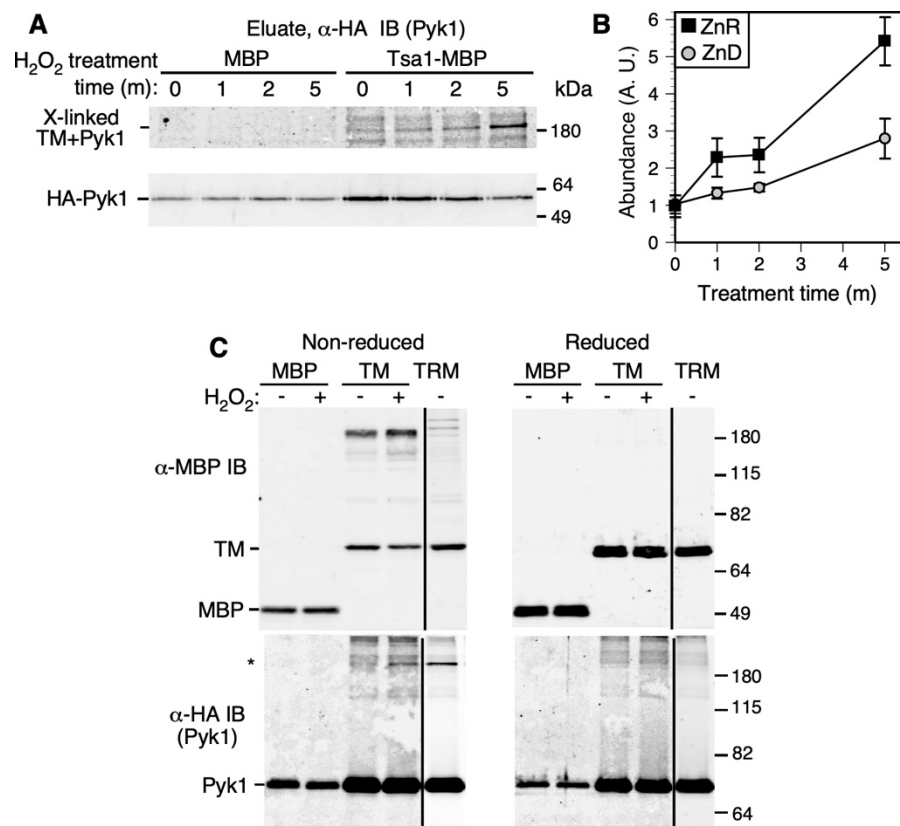 A
Eluate, α-HA IB (Pyk1)
H2O2 treatment
MBP
Tsa1-MBP
time (m): 0 1 2 5 0 1 2 5 kDa
X-linked
TM+Pyk1
180
HA-Pyk1
64
49
B
Abundance (A. U.)
6
5
4
3
2
1
0
ZnR
ZnD
0 1 2 3 4 5
Treatment time (m)
C
Non-reduced
Reduced
MBP TM TRM MBP TM TRM
H2O2: - + - + - - + - + -
α-MBP IB
TM
MBP
180
115
82
64
49
*
α-HA IB
(Pyk1)
Pyk1
180
115
82
64